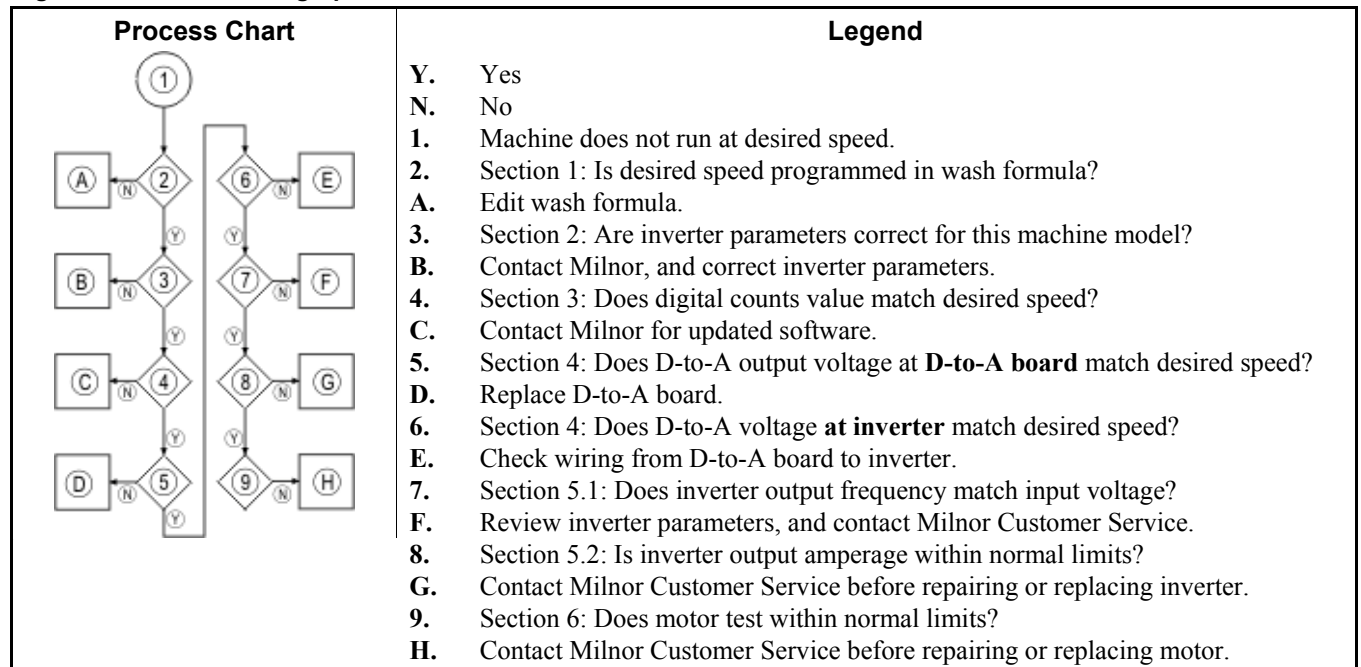 Process Chart
Legend
1
A
N
2
6
N
E
Y
Y
B
N
3
7
N
F
Y
Y
C
N
4
8
N
G
Y
Y
D
N
5
9
N
H
Y
Y. Yes
N. No
1. Machine does not run at desired speed.
2. Section 1: Is desired speed programmed in wash formula?
A. Edit wash formula.
3. Section 2: Are inverter parameters correct for this machine model?
B. Contact Milnor, and correct inverter parameters.
4. Section 3: Does digital counts value match desired speed?
C. Contact Milnor for updated software.
5. Section 4: Does D-to-A output voltage at D-to-A board match desired speed?
D. Replace D-to-A board.
6. Section 4: Does D-to-A voltage at inverter match desired speed?
E. Check wiring from D-to-A board to inverter.
7. Section 5.1: Does inverter output frequency match input voltage?
F. Review inverter parameters, and contact Milnor Customer Service.
8. Section 5.2: Is inverter output amperage within normal limits?
G. Contact Milnor Customer Service before repairing or replacing inverter.
9. Section 6: Does motor test within normal limits?
H. Contact Milnor Customer Service before repairing or replacing motor.